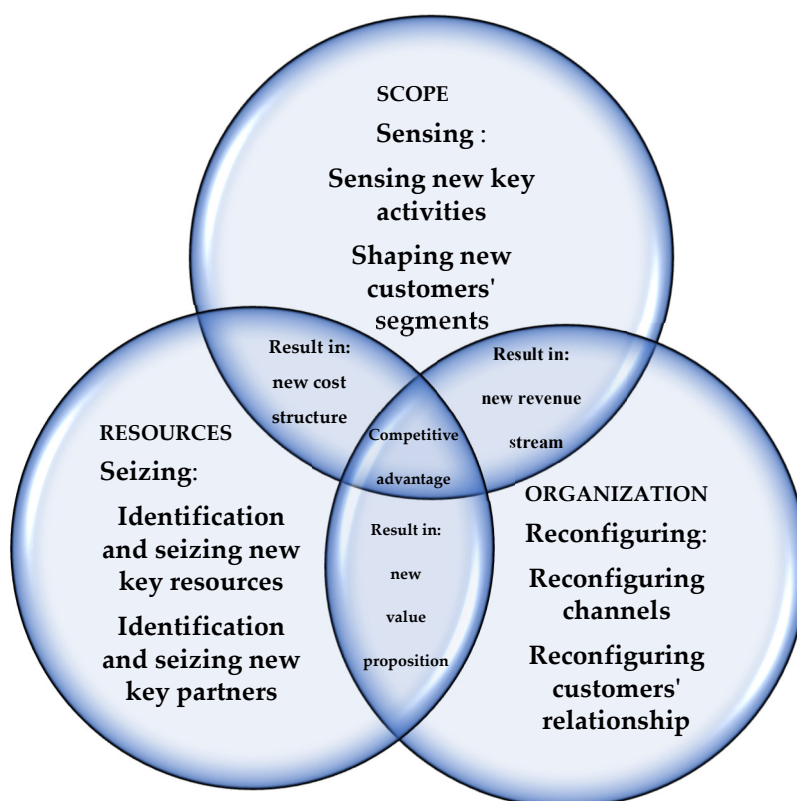 SCOPE
Sensing :
Sensing new key
activities
Shaping new
customers'
segments
Result in:
new cost
structure
Result in:
new revenue
stream
Competitive
advantage
RESOURCES
Seizing:
Identification
and seizing new
key resources
Identification
and seizing new
key partners
Result in:
new
value
proposition
ORGANIZATION
Reconfiguring:
Reconfiguring
channels
Reconfiguring
customers'
relationship